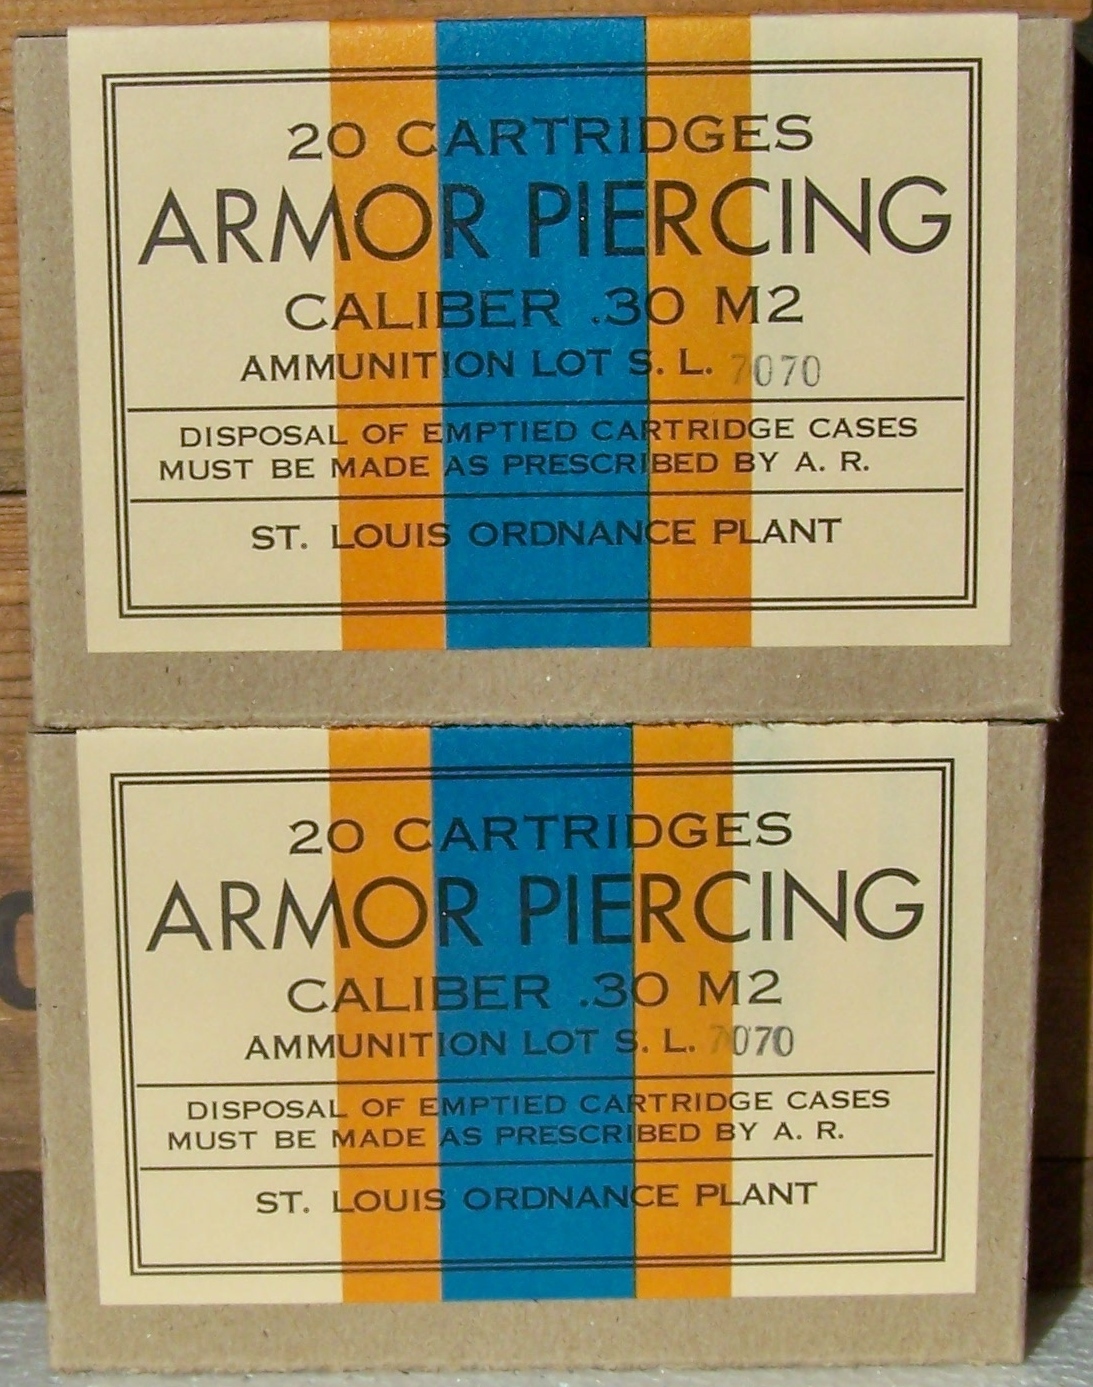 20 CARTRIDGES
ARMOR PIERCING
CALIBER .30 M2
AMMUNITION LOT S. L. 7070
DISPOSAL OF EMPTIED CARTRIDGE CASES
MUST BE MADE AS PRESCRIBED BY A. R.
ST. LOUIS ORDNANCE PLANT
20 CARTRIDGES
ARMOR PIERCING
CALIBER .30 M2
AMMUNITION LOT S. L. 7070
DISPOSAL OF EMPTIED CARTRIDGE CASES
MUST BE MADE AS PRESCRIBED BY A. R.
ST. LOUIS ORDNANCE PLANT